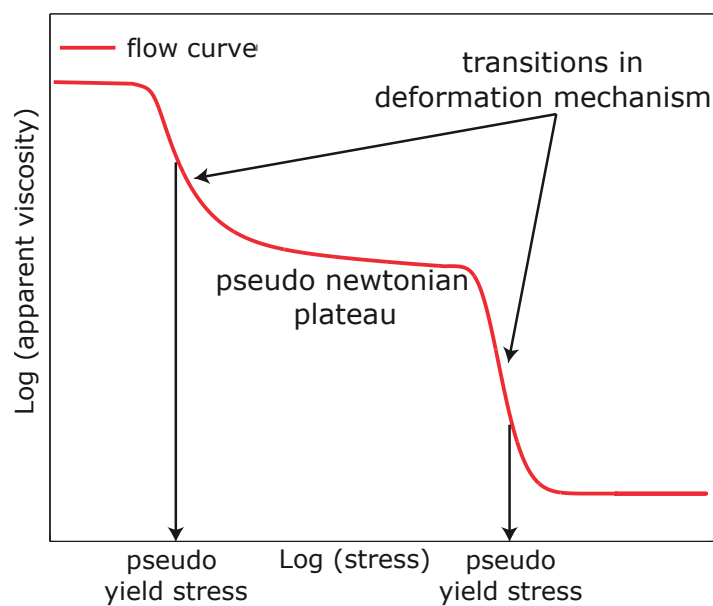 flow curve
transitions in
deformation mechanism
pseudo newtonian
plateau
Log (apparent viscosity)
pseudo
yield stress
Log (stress)
pseudo
yield stress